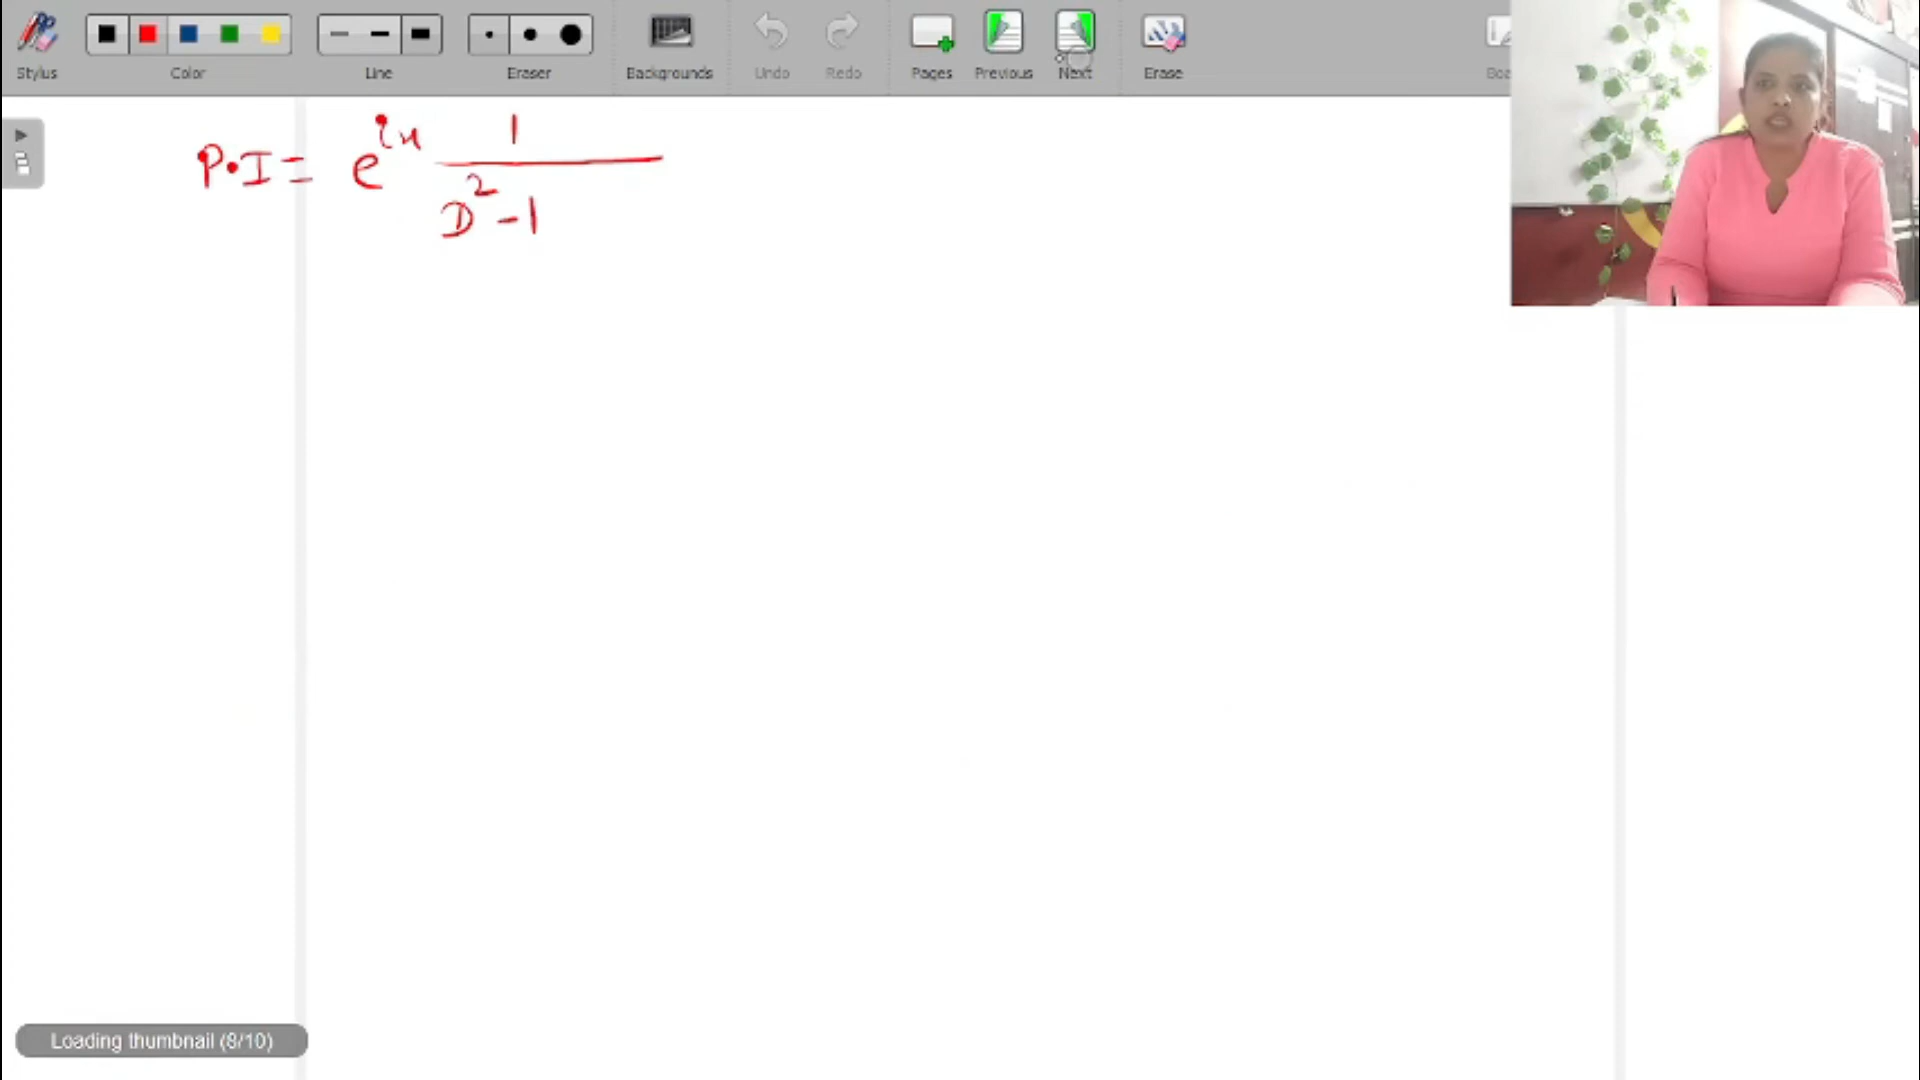 Stylus
Color
Line
Eraser
Backgrounds
Undo
Redo
Pages
Previous
Next
Erase
P.I = e^{ix} \frac{1}{D^2 - 1}
Loading thumbnail (8/10)